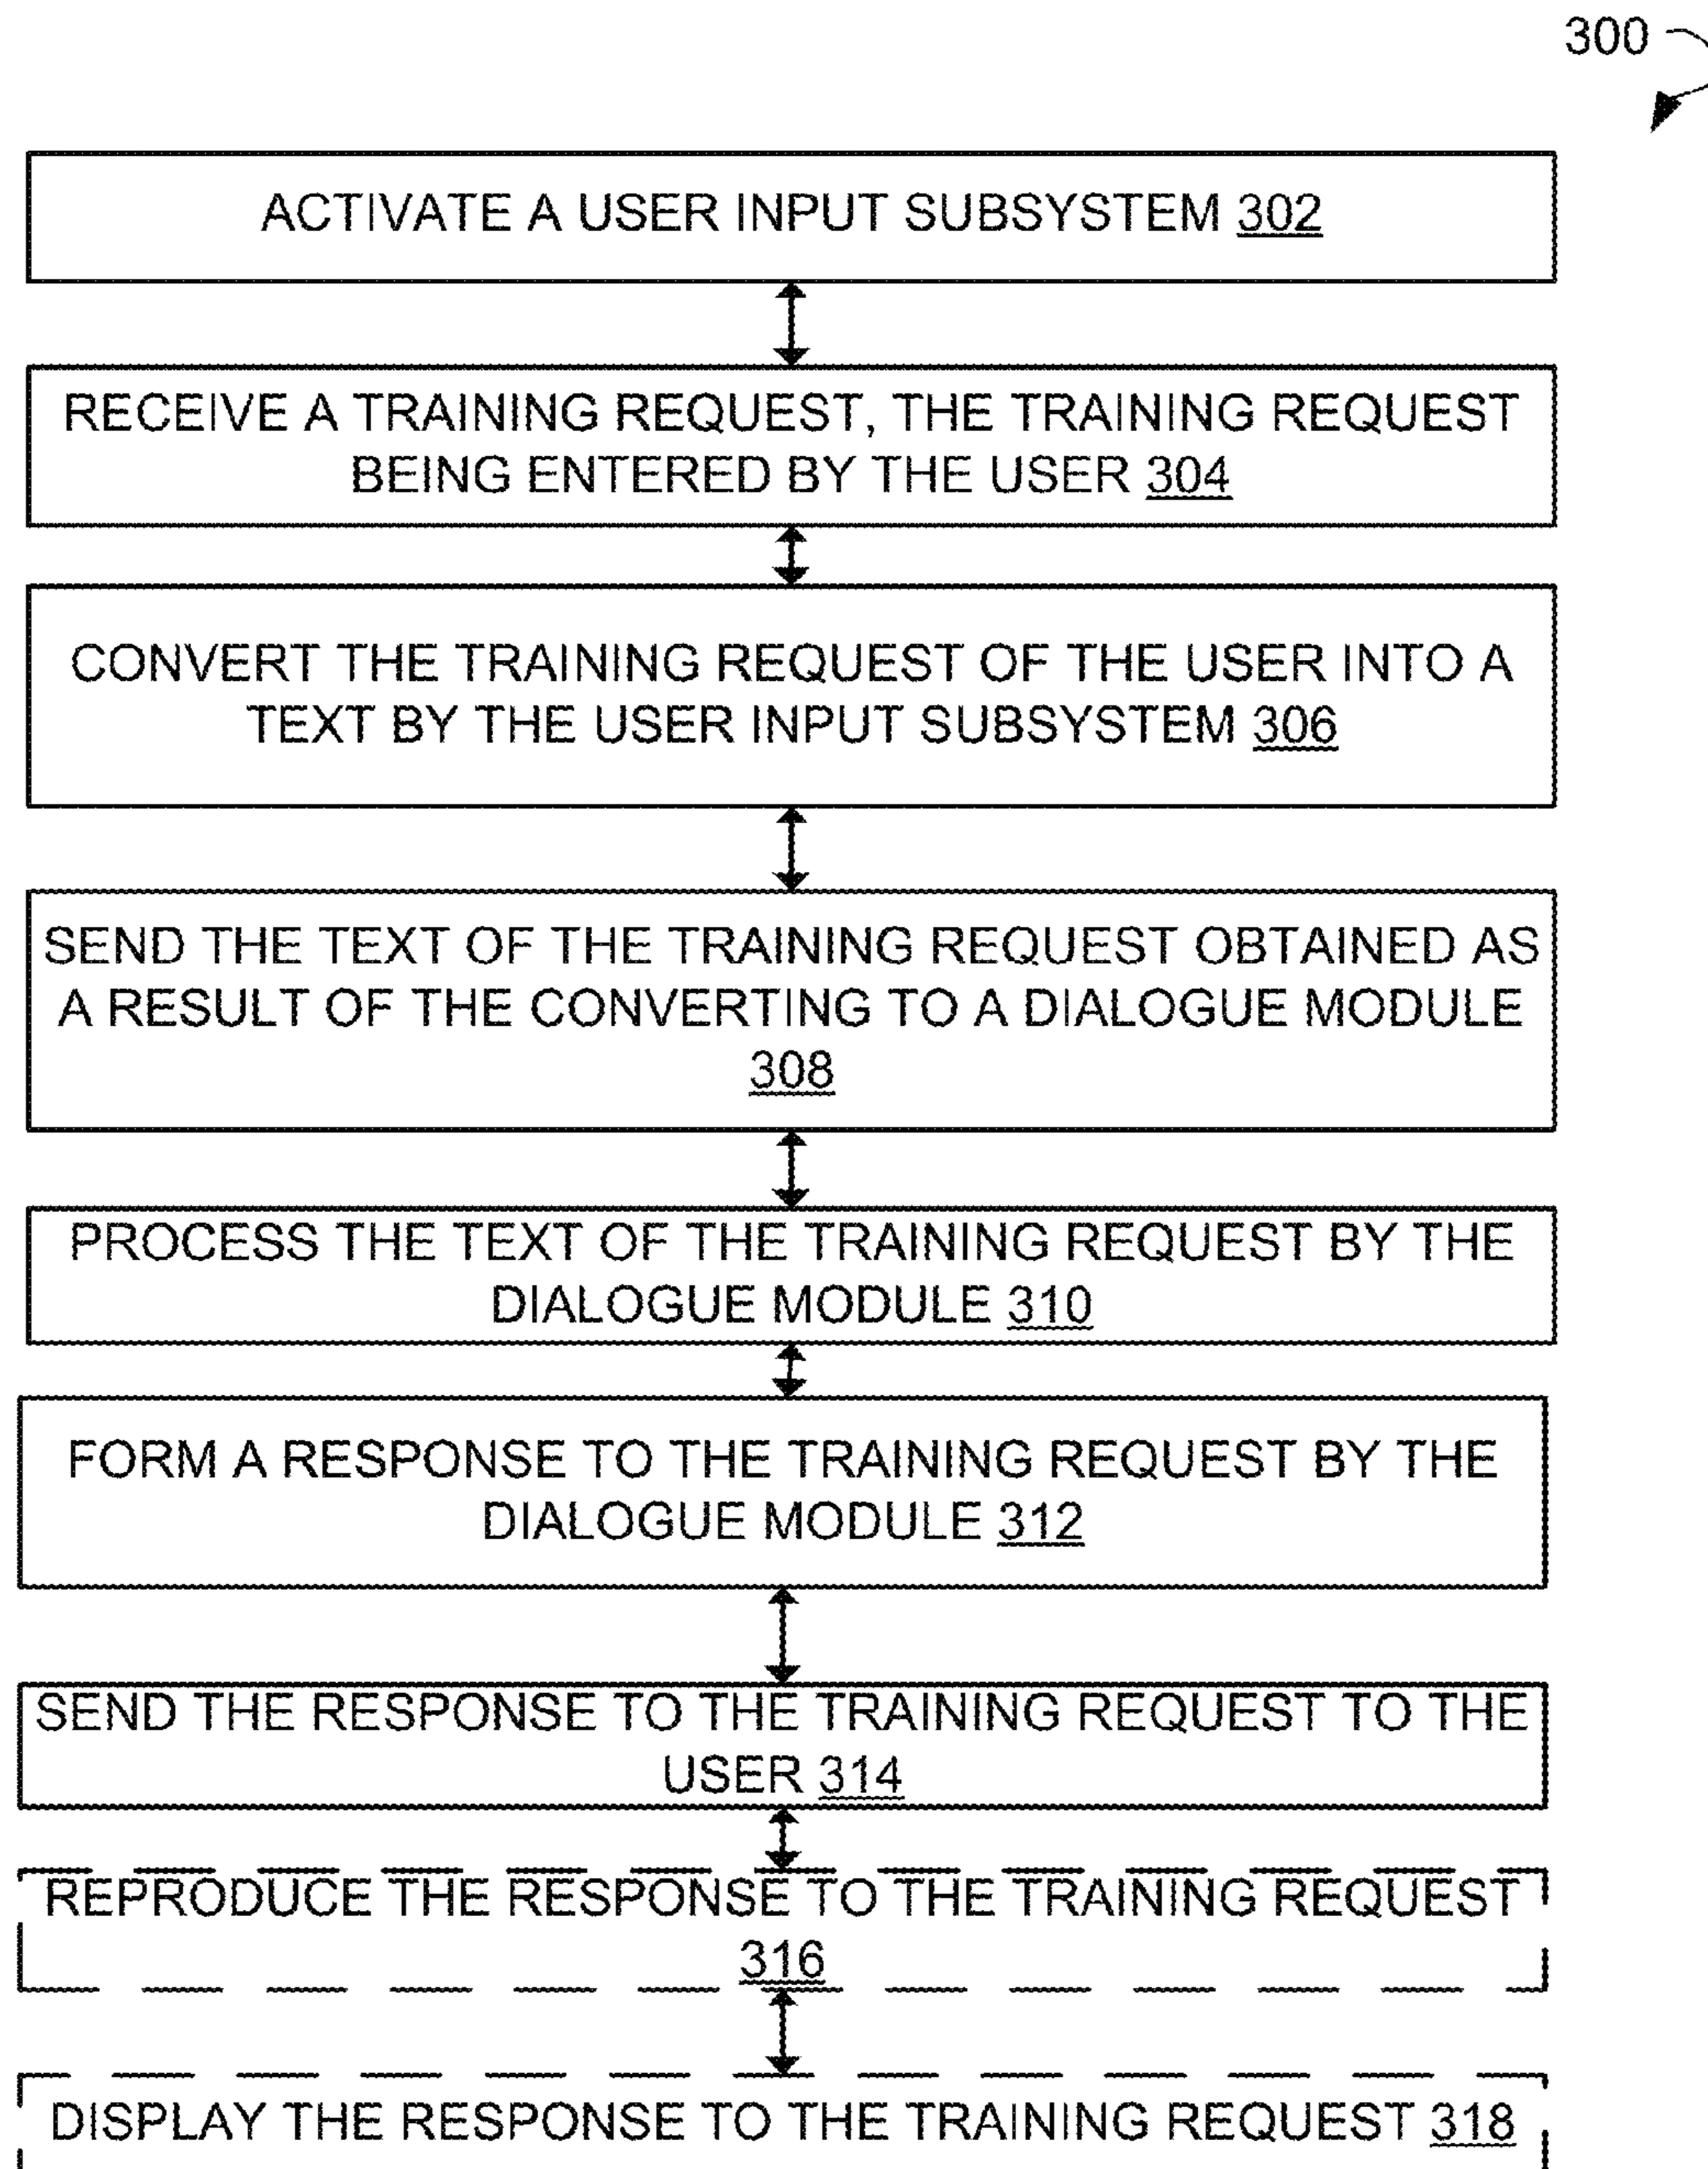 300
ACTIVATE A USER INPUT SUBSYSTEM 302
RECEIVE A TRAINING REQUEST, THE TRAINING REQUEST
BEING ENTERED BY THE USER 304
CONVERT THE TRAINING REQUEST OF THE USER INTO A
TEXT BY THE USER INPUT SUBSYSTEM 306
SEND THE TEXT OF THE TRAINING REQUEST OBTAINED AS
A RESULT OF THE CONVERTING TO A DIALOGUE MODULE
308
PROCESS THE TEXT OF THE TRAINING REQUEST BY THE
DIALOGUE MODULE 310
FORM A RESPONSE TO THE TRAINING REQUEST BY THE
DIALOGUE MODULE 312
SEND THE RESPONSE TO THE TRAINING REQUEST TO THE
USER 314
REPRODUCE THE RESPONSE TO THE TRAINING REQUEST
316
DISPLAY THE RESPONSE TO THE TRAINING REQUEST 318